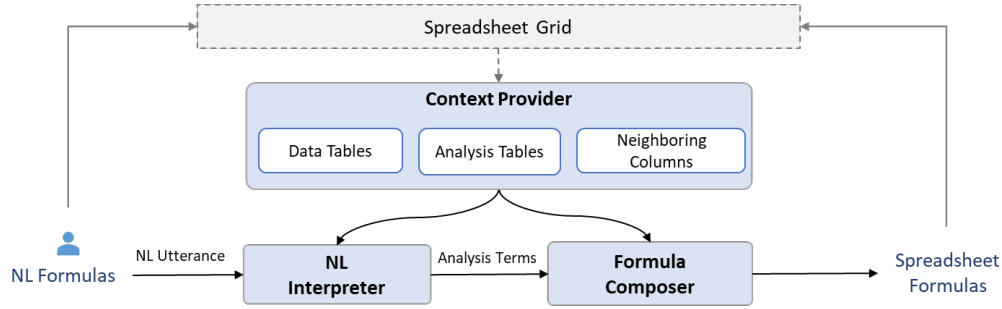 Spreadsheet Grid
Context Provider
Data Tables
Analysis Tables
Neighboring
Columns
NL Formulas
NL Utterance
NL
Interpreter
Analysis Terms
Formula
Composer
Spreadsheet
Formulas